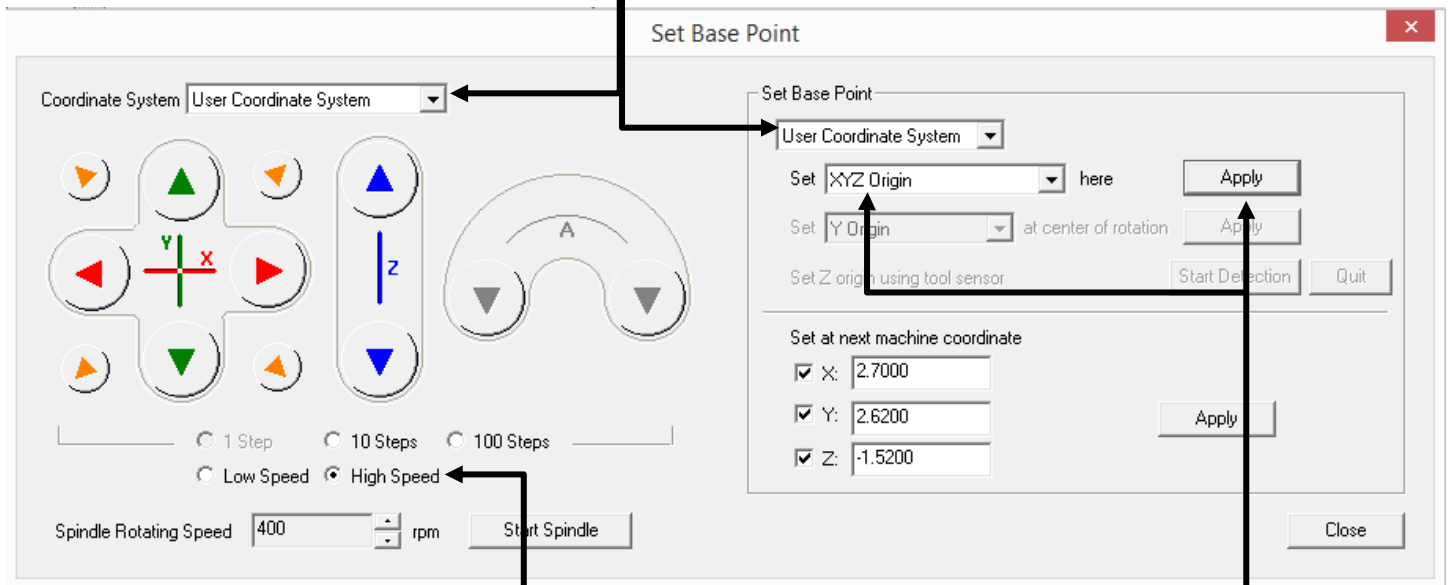 Set Base Point
Coordinate System User Coordinate System
Y X
Z
A
1 Step 10 Steps 100 Steps
Low Speed High Speed
Spindle Rotating Speed 400 rpm Start Spindle
Set Base Point
User Coordinate System
Set XYZ Origin here Apply
Set Y Origin at center of rotation Apply
Set Z origin using tool sensor Start Detection Quit
Set at next machine coordinate
X: 2.7000
Y: 2.6200 Apply
Z: -1.5200
Close